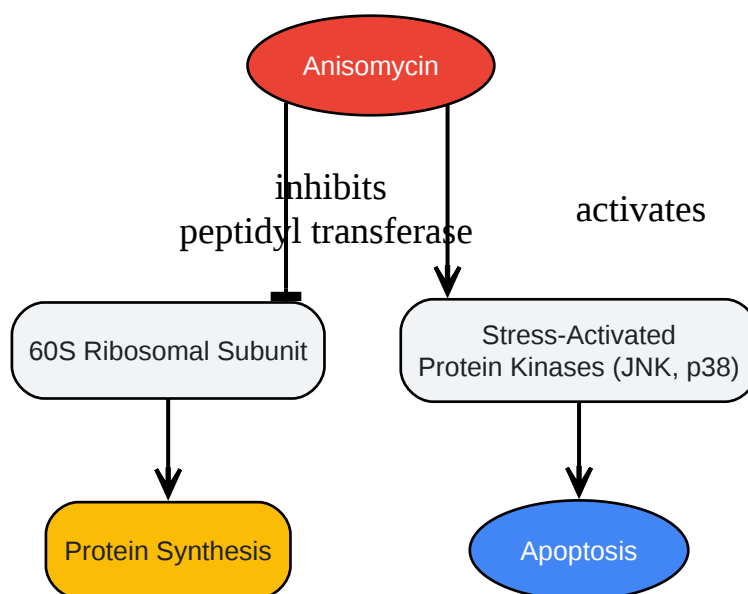 Anisomycin
inhibits
peptidyl transferase
activates
60S Ribosomal Subunit
Stress-Activated
Protein Kinases (JNK, p38)
Protein Synthesis
Apoptosis